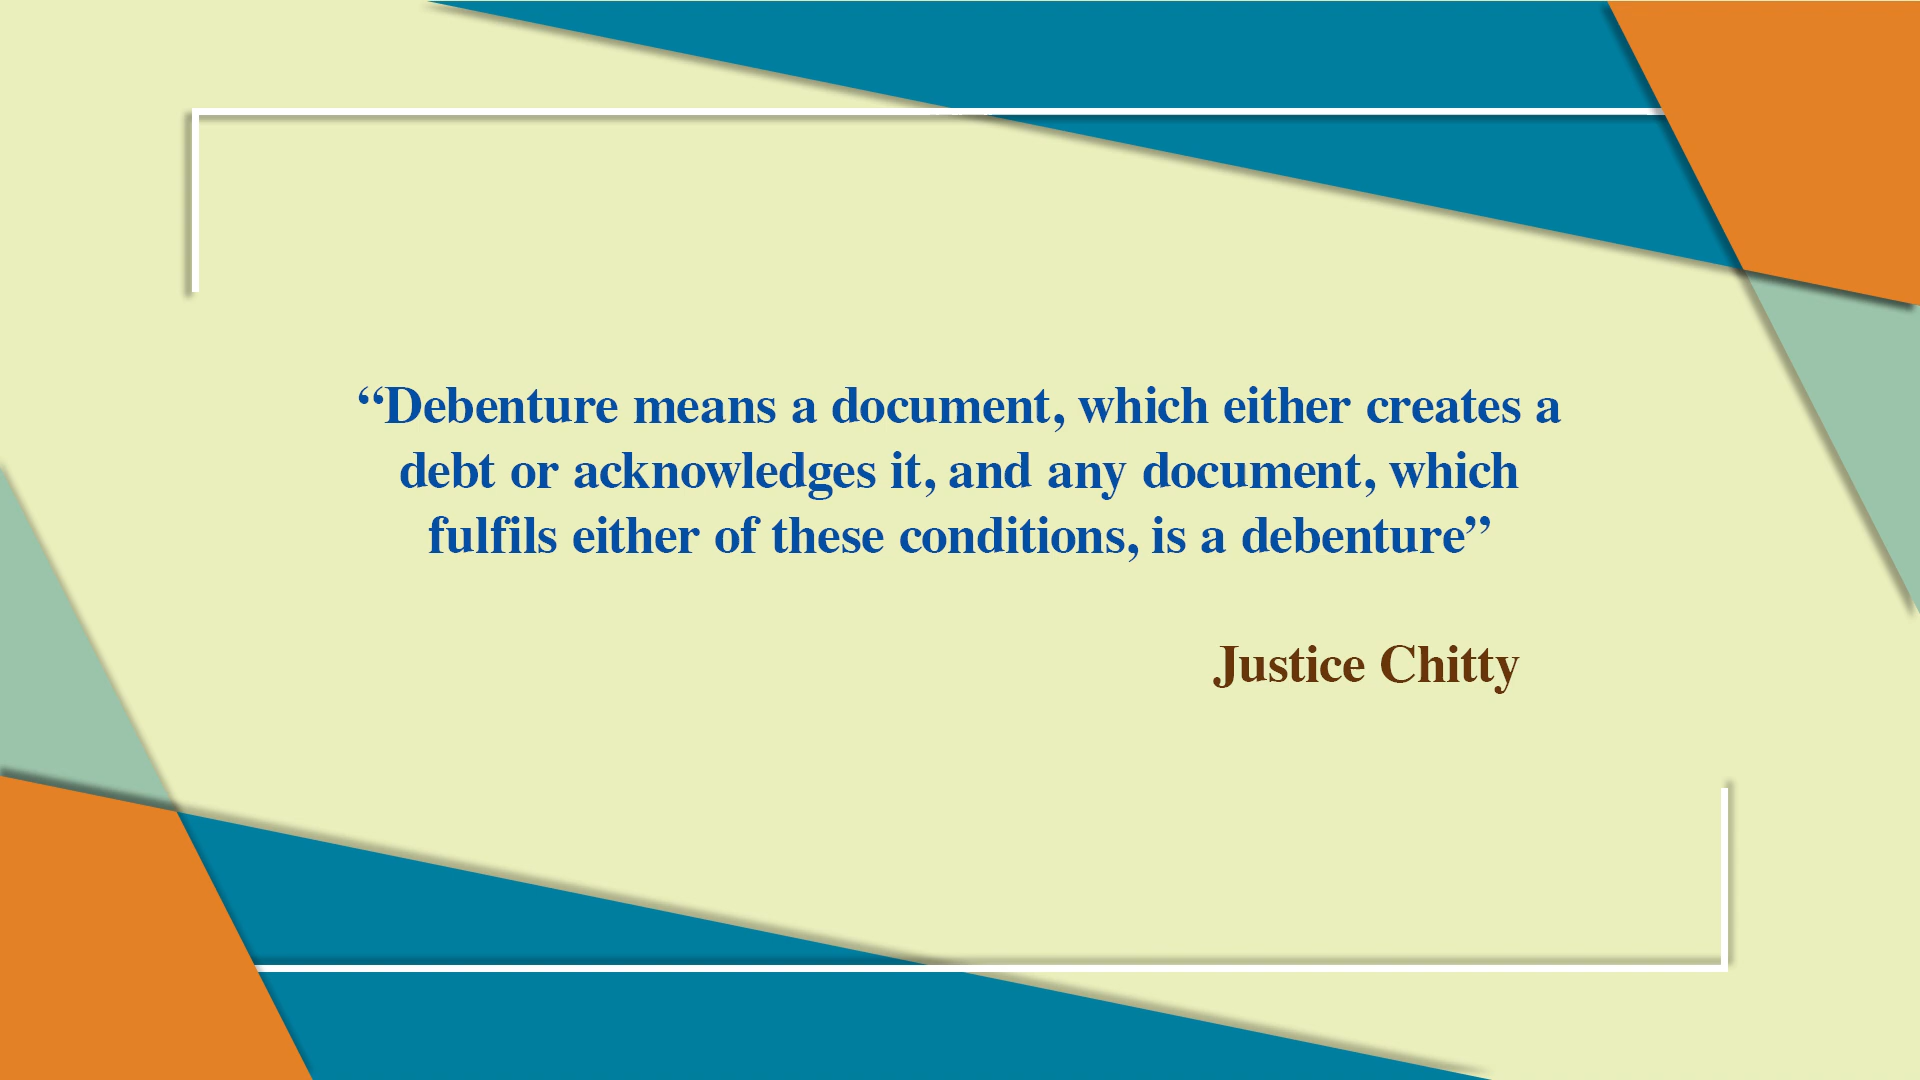 “Debenture means a document, which either creates a
debt or acknowledges it, and any document, which
fulfils either of these conditions, is a debenture”
Justice Chitty